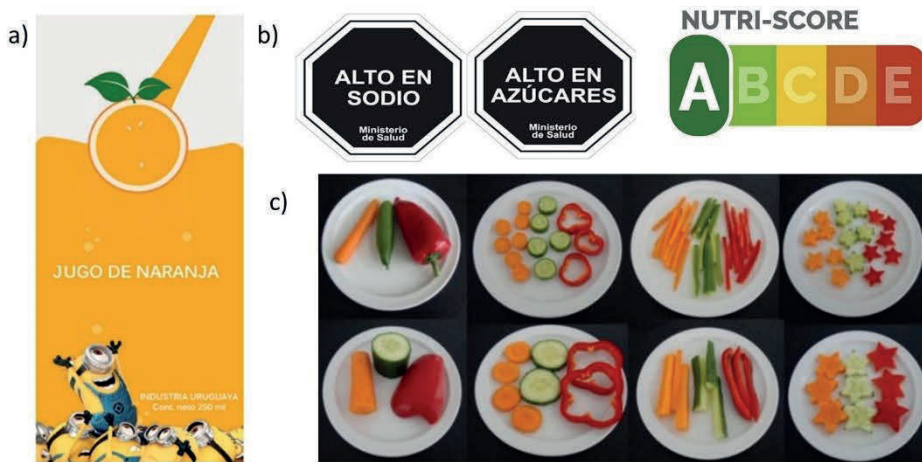 a)
JUGO DE NARANJA
INDUSTRIA URUGUAYA
Cont. neto 250 ml
b)
ALTO EN
SODIO
Ministerio
de Salud
ALTO EN
AZÚCARES
Ministerio
de Salud
NUTRI-SCORE
A B C D E
c)